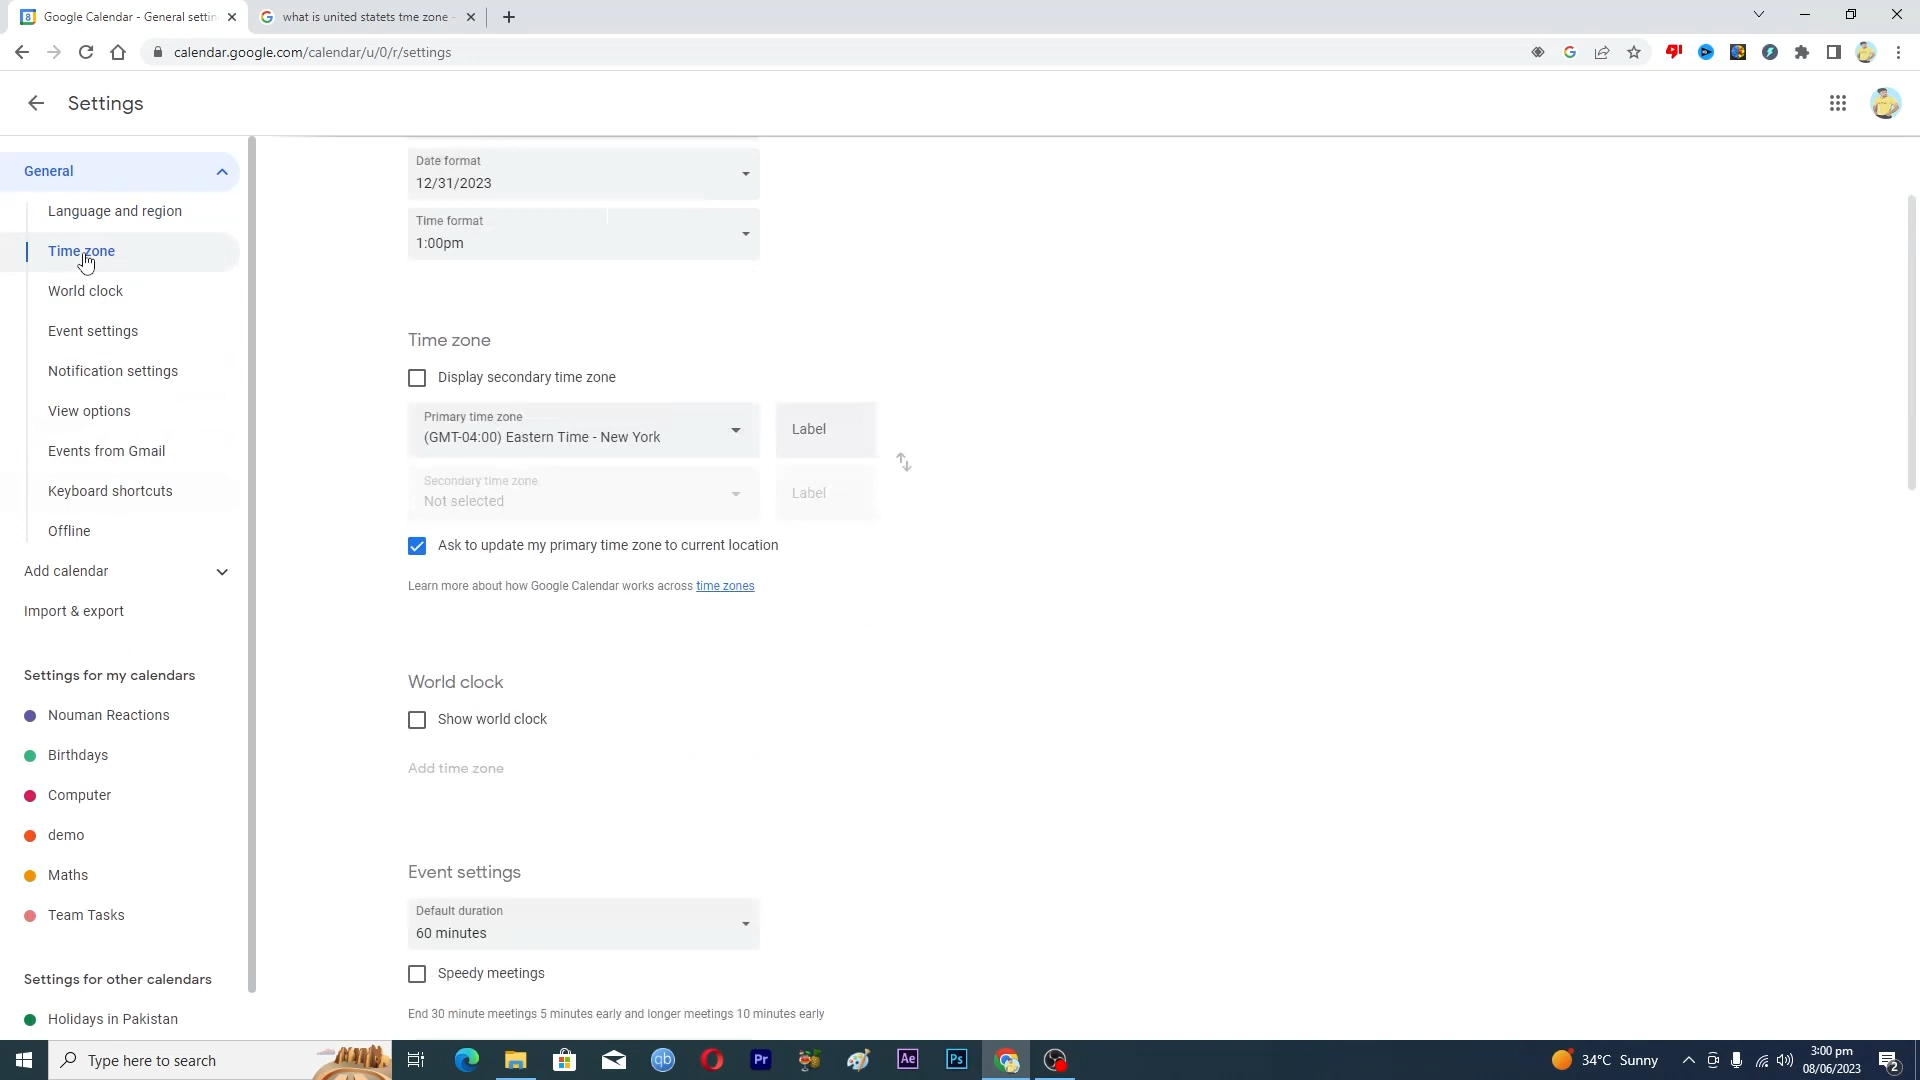 Google Calendar - General settin
what is united statets tme zone -
calendar.google.com/calendar/u/0/r/settings
Settings
General
Language and region
Time zone
World clock
Event settings
Notification settings
View options
Events from Gmail
Keyboard shortcuts
Offline
Add calendar
Import & export
Settings for my calendars
Nouman Reactions
Birthdays
Computer
demo
Maths
Team Tasks
Settings for other calendars
Holidays in Pakistan
Date format
12/31/2023
Time format
1:00pm
Time zone
Display secondary time zone
Primary time zone
(GMT-04:00) Eastern Time - New York
Label
Secondary time zone
Not selected
Label
Ask to update my primary time zone to current location
Learn more about how Google Calendar works across time zones
World clock
Show world clock
Add time zone
Event settings
Default duration
60 minutes
Speedy meetings
End 30 minute meetings 5 minutes early and longer meetings 10 minutes early
Type here to search
qb
Pr
Ae
Ps
34°C Sunny
3:00 pm
08/06/2023
2